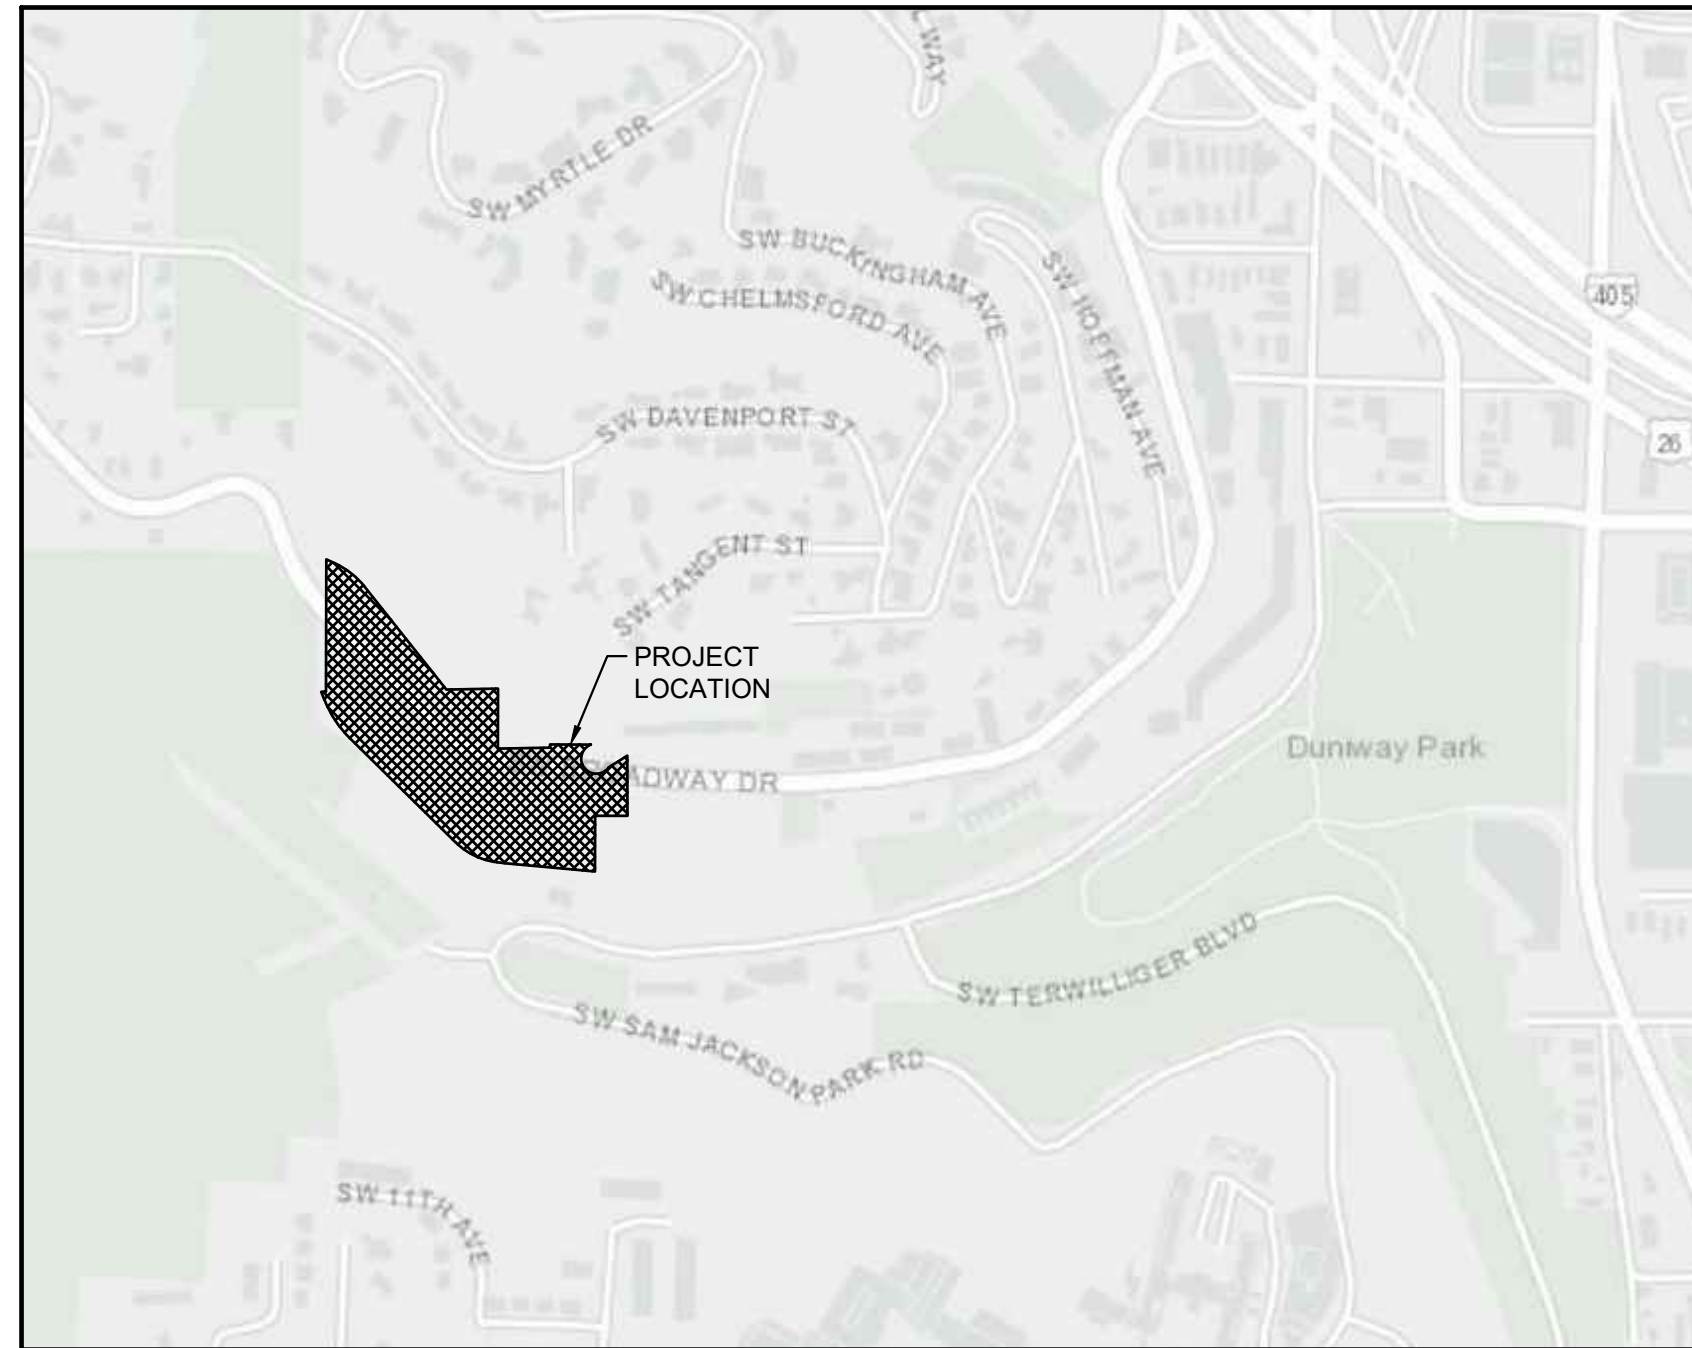 WAY
SW MYRTLE DR
SW BUCKINGHAM AVE
SW CHELMSFORD AVE
SW HOFFMAN AVE
405
SW DAVENPORT ST
26
SW TANGENT ST
PROJECT
LOCATION
Duniway Park
ADWAY DR
SW TERWILLIGER BLVD
SW SAM JACKSON PARK RD
SW 11TH AVE